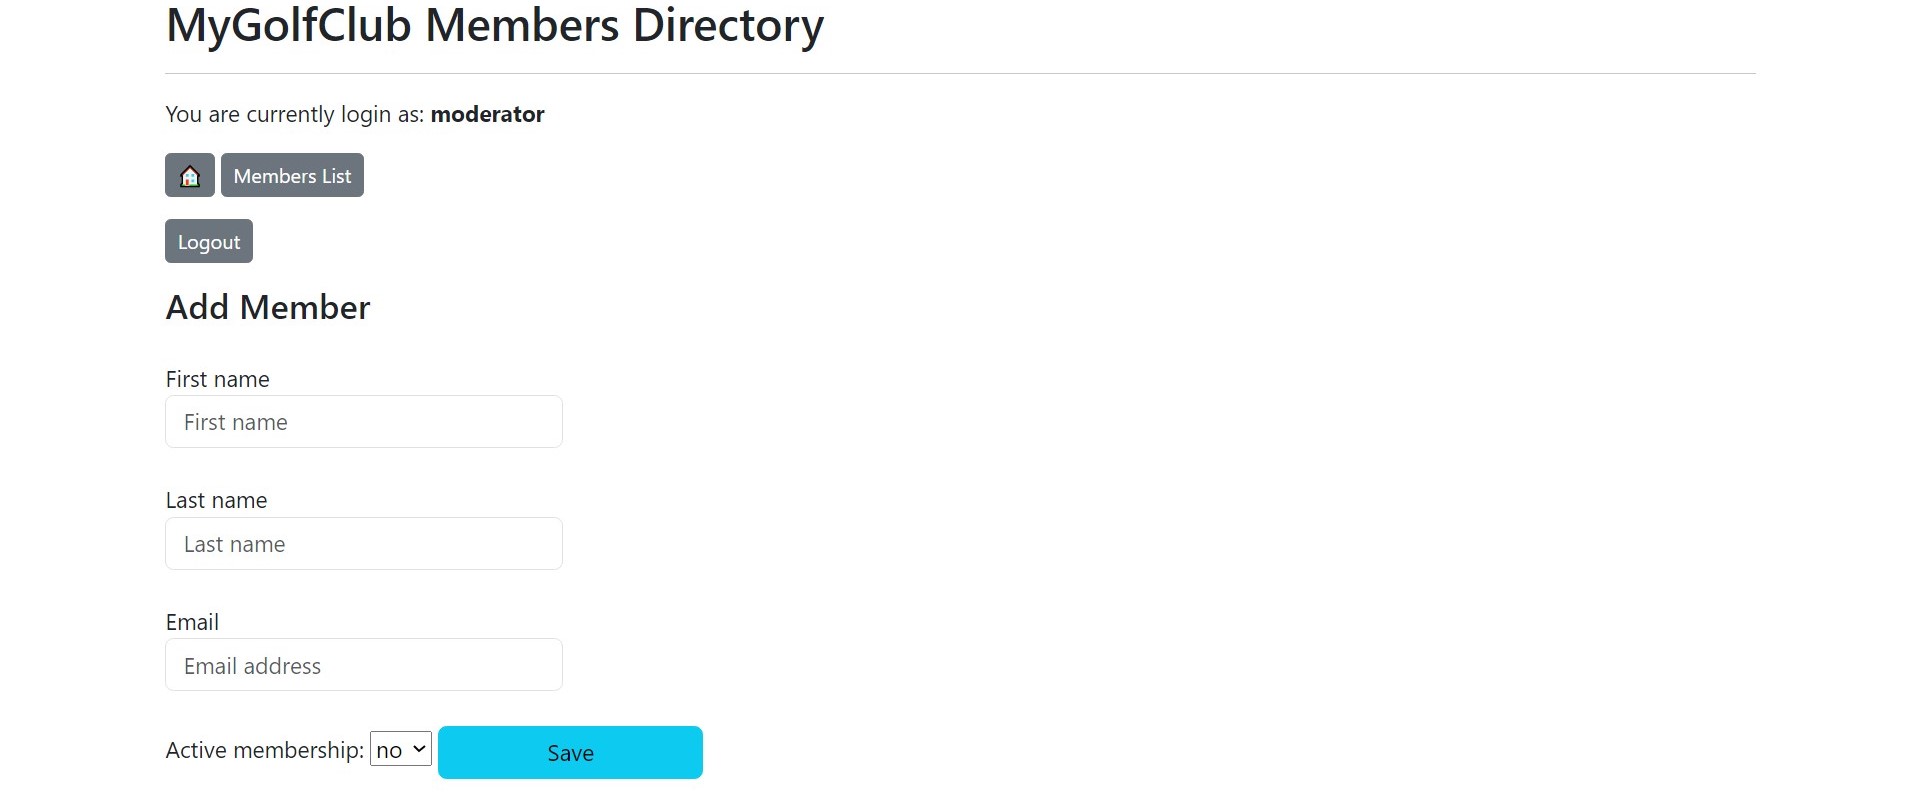 MyGolfClub Members Directory
You are currently login as: moderator
Members List
Logout
Add Member
First name
First name
Last name
Last name
Email
Email address
Active membership: no Save